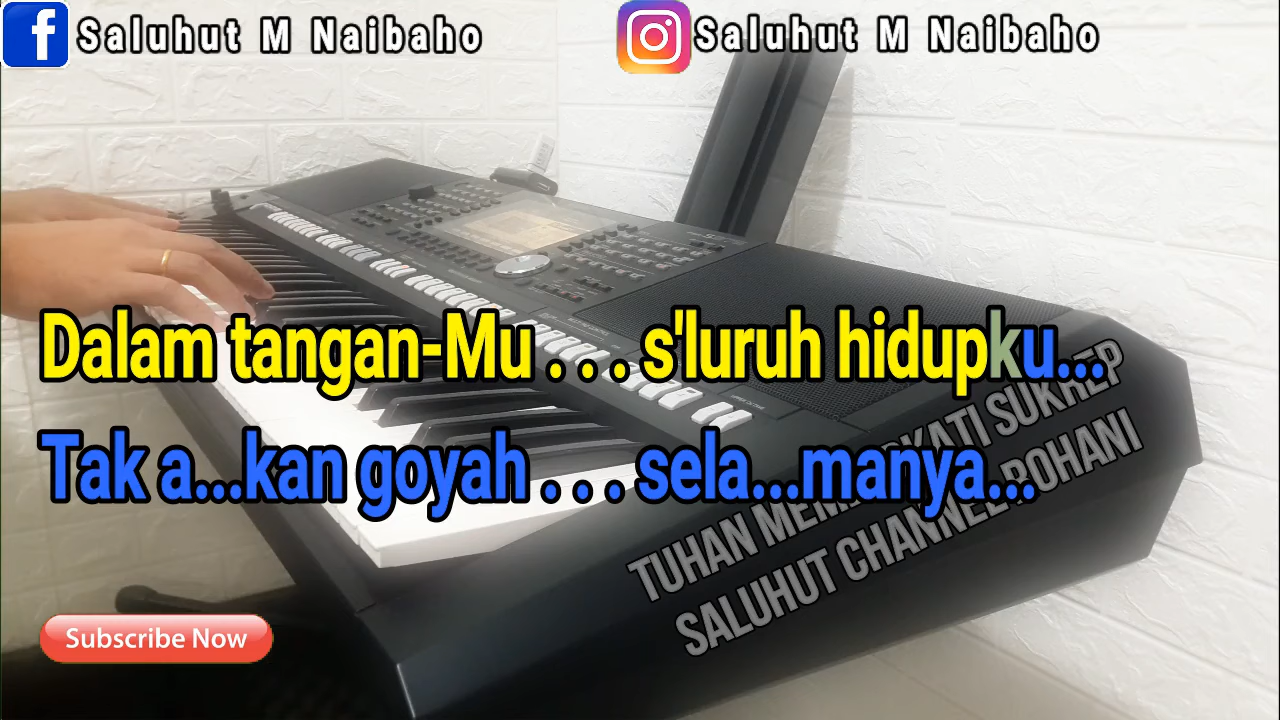 f Saluhut M Naibaho
Saluhut M Naibaho
Dalam tangan-Mu . . . s'luruh hidupku...
Tak a...kan goyah . . . sela...manya...
TUHAN
SALUHUT CHANNEL ROHANI
Subscribe Now